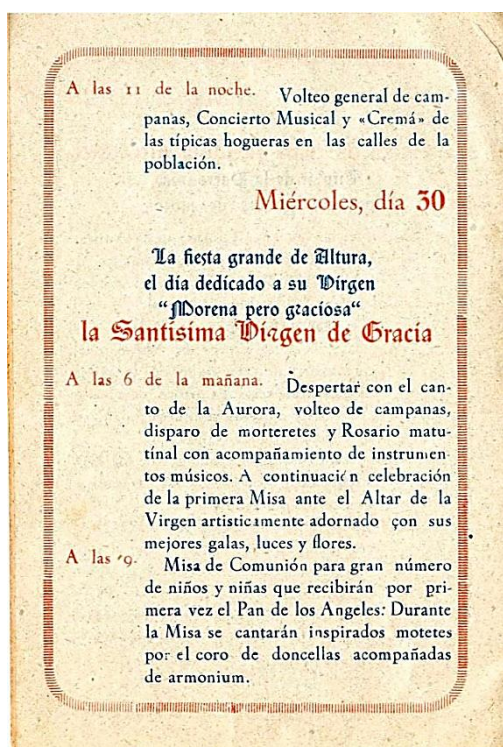 A las 11 de la noche. Volteo general de cam-
panas, Concierto Musical y «Cremá» de
las típicas hogueras en las calles de la
población.
Miércoles, día 30
La fiesta grande de Altura,
el día dedicado a su Virgen
“Morena pero graciosa“
la Santísima Virgen de Gracia
A las 6 de la mañana. Despertar con el can-
to de la Aurora, volteo de campanas,
disparo de morteretes y Rosario matu-
tínal con acompañamiento de instrumen
tos músicos. A continuación celebración
de la primera Misa ante el Altar de la
Virgen artisticamente adornado con sus
mejores galas, luces y flores.
A las 9. Misa de Comunión para gran número
de niños y niñas que recibirán por pri-
mera vez el Pan de los Angeles: Durante
la Misa se cantarán inspirados motetes
por el coro de doncellas acompañadas
de armonium.